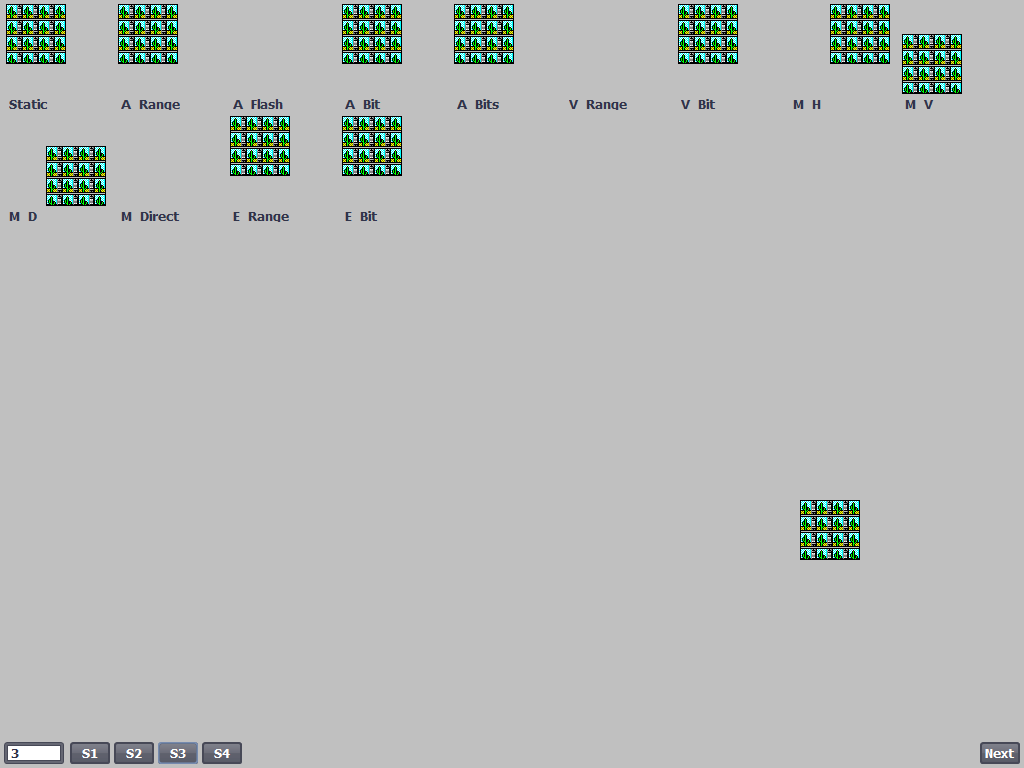 Static A Range A Flash A Bit A Bits V Range V Bit M H M V
M D M Direct E Range E Bit
3 S1 S2 S3 S4 Next